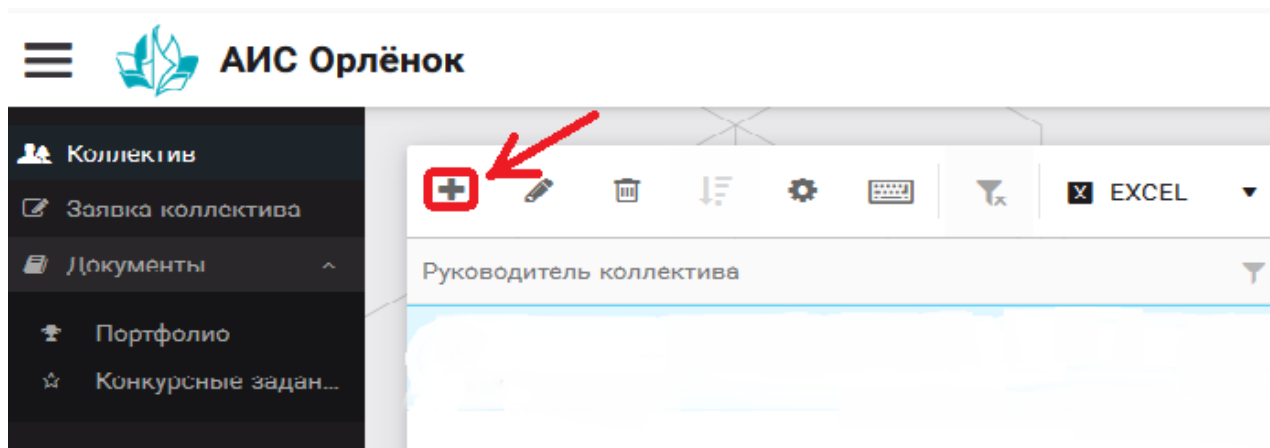 АИС Орлёнок
Коллектив
Заявка коллектива
Документы
Портфолио
Конкурсные задан...
X EXCEL
Руководитель коллектива